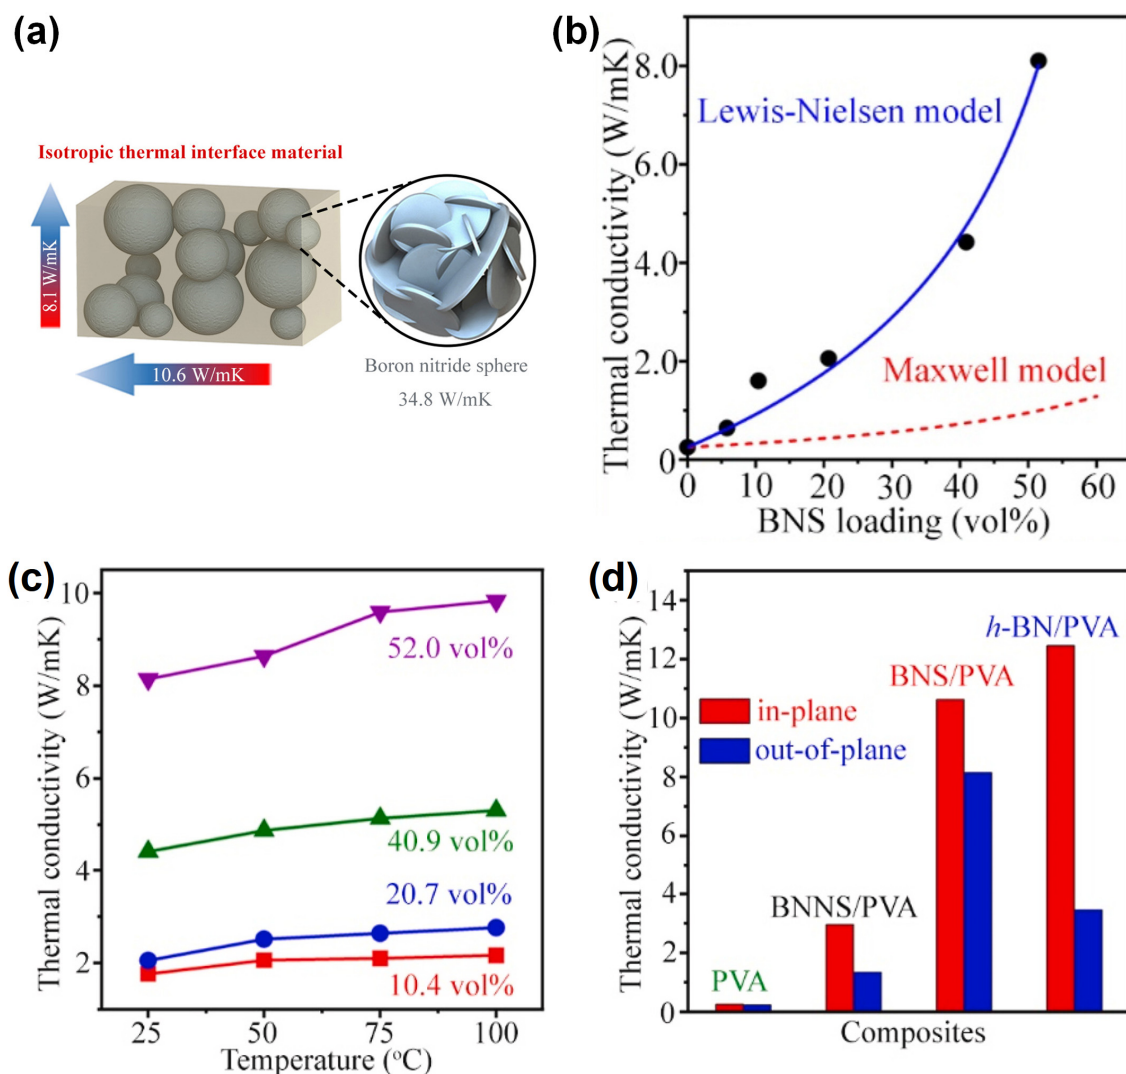 (a)
Isotropic thermal interface material
8.1 W/mK
10.6 W/mK
Boron nitride sphere
34.8 W/mK
(b)
Thermal conductivity (W/mK)
8.0
6.0
4.0
2.0
0
Lewis-Nielsen model
Maxwell model
0 10 20 30 40 50 60
BNS loading (vol%)
(c)
Thermal conductivity (W/mK)
10
8
6
4
2
52.0 vol%
40.9 vol%
20.7 vol%
10.4 vol%
25 50 75 100
Temperature (°C)
(d)
Thermal conductivity (W/mK)
14
12
10
8
6
4
2
0
h-BN/PVA
BNS/PVA
in-plane
out-of-plane
BNNS/PVA
PVA
Composites